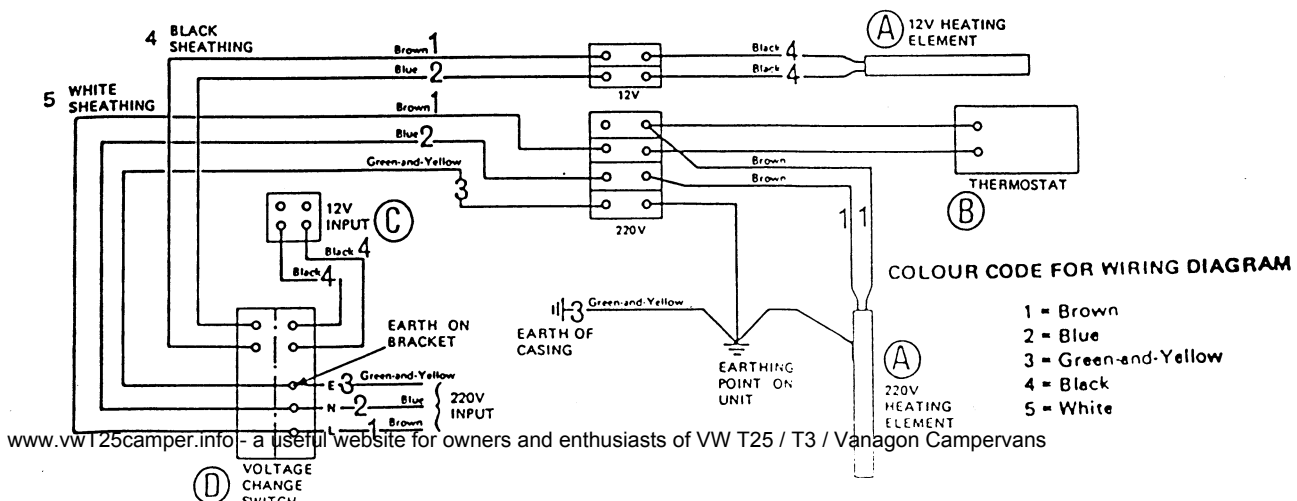 4 BLACK
SHEATHING
Brown 1
Blue 2
12V
Black 4
Black 4
A
12V HEATING
ELEMENT
5 WHITE
SHEATHING
Brown 1
Blue 2
Green-and-Yellow
3
220V
Brown
Brown
1 1
THERMOSTAT
B
12V
INPUT
C
Black 4
Black 4
COLOUR CODE FOR WIRING DIAGRAM
1 = Brown
2 = Blue
3 = Green-and-Yellow
4 = Black
5 = White
3 Green-and-Yellow
EARTH OF
CASING
EARTHING
POINT ON
UNIT
A
220V
HEATING
ELEMENT
EARTH ON
BRACKET
E 3 Green-and-Yellow
N 2 Blue
L 1 Brown
220V
INPUT
www.vwT25camper.info - a useful website for owners and enthusiasts of VW T25 / T3 / Vanagon Campervans
D
VOLTAGE
CHANGE
SWITCH